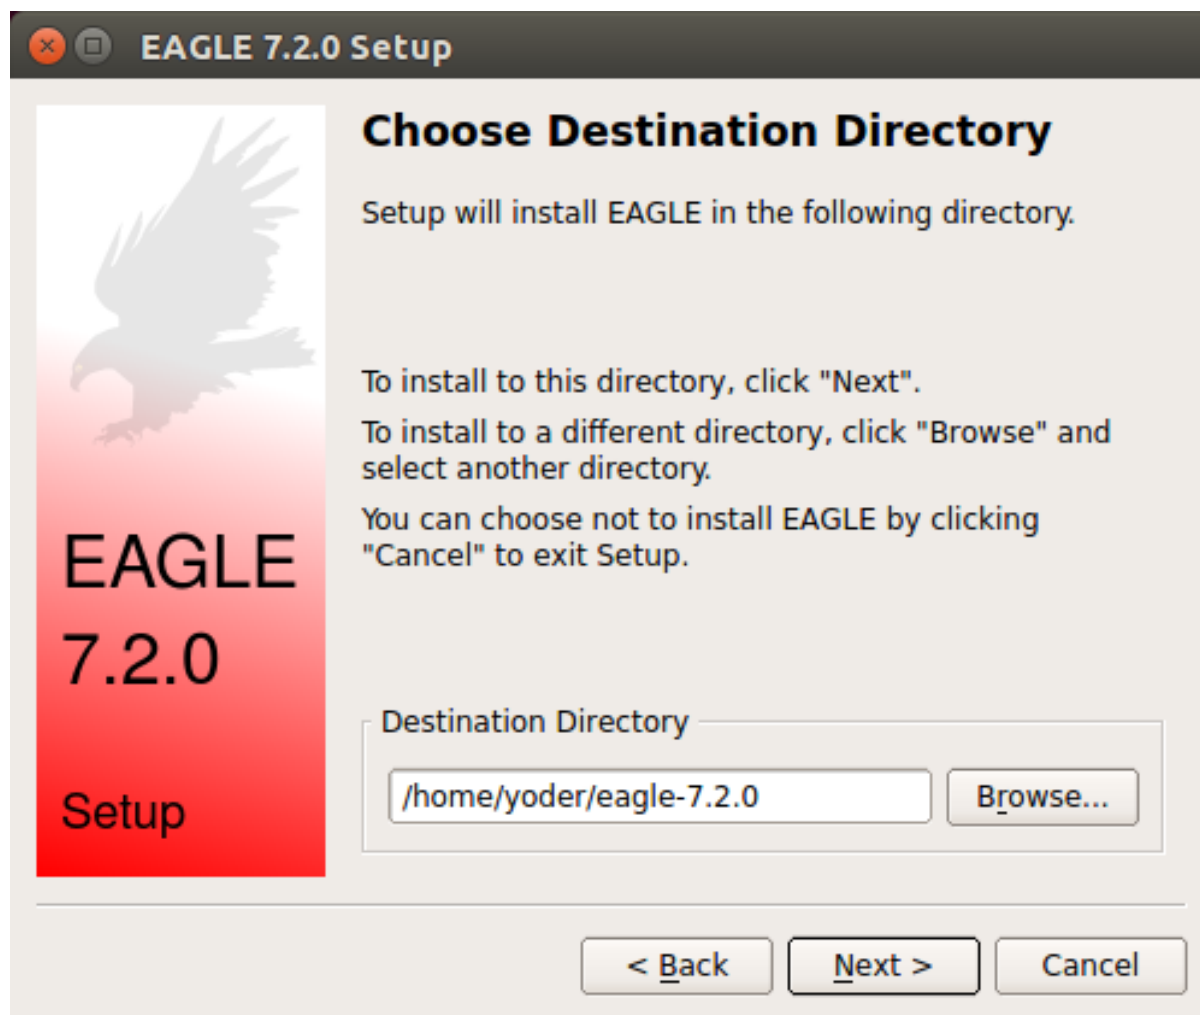 EAGLE 7.2.0 Setup
Choose Destination Directory
Setup will install EAGLE in the following directory.
To install to this directory, click "Next".
To install to a different directory, click "Browse" and
select another directory.
You can choose not to install EAGLE by clicking
"Cancel" to exit Setup.
EAGLE
7.2.0
Setup
Destination Directory
/home/yoder/eagle-7.2.0
Browse...
< Back
Next >
Cancel